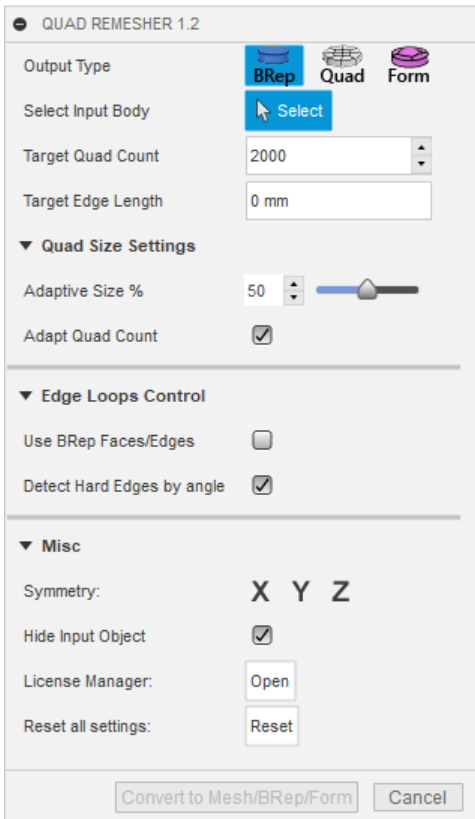 QUAD REMESHER 1.2
Output Type
BRep Quad Form
Select Input Body Select
Target Quad Count 2000
Target Edge Length 0 mm
Quad Size Settings
Adaptive Size % 50
Adapt Quad Count
Edge Loops Control
Use BRep Faces/Edges
Detect Hard Edges by angle
Misc
Symmetry: X Y Z
Hide Input Object
License Manager: Open
Reset all settings: Reset
Convert to Mesh/BRep/Form Cancel